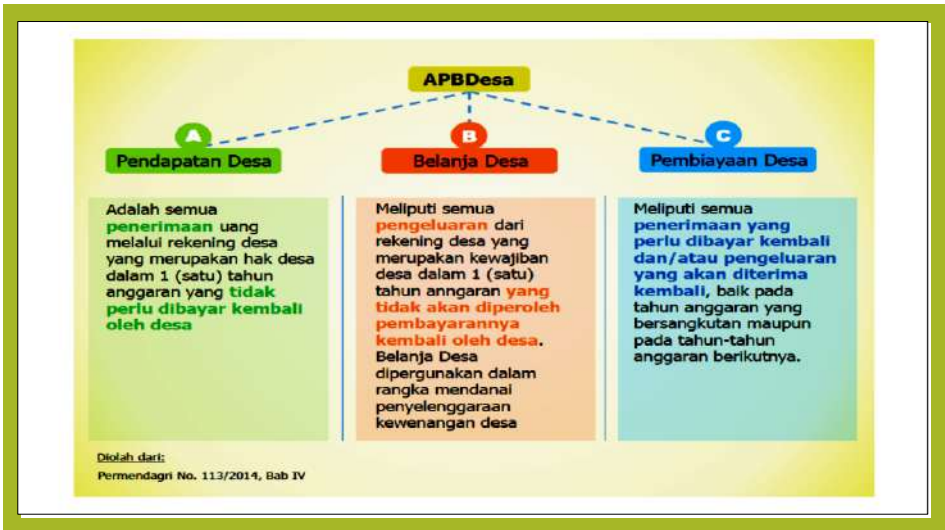 APBDesa
A
Pendapatan Desa
Adalah semua
penerimaan uang
melalui rekening desa
yang merupakan hak desa
dalam 1 (satu) tahun
anggaran yang tidak
perlu dibayar kembali
oleh desa
B
Belanja Desa
Meliputi semua
pengeluaran dari
rekening desa yang
merupakan kewajiban
desa dalam 1 (satu)
tahun anngaran yang
tidak akan diperoleh
pembayarannya
kembali oleh desa.
Belanja Desa
dipergunakan dalam
rangka mendanai
penyelenggaraan
kewenangan desa
C
Pembiayaan Desa
Meliputi semua
penerimaan yang
perlu dibayar kembali
dan/atau pengeluaran
yang akan diterima
kembali, baik pada
tahun anggaran yang
bersangkutan maupun
pada tahun-tahun
anggaran berikutnya.
Diolah dari:
Permendagri No. 113/2014, Bab IV